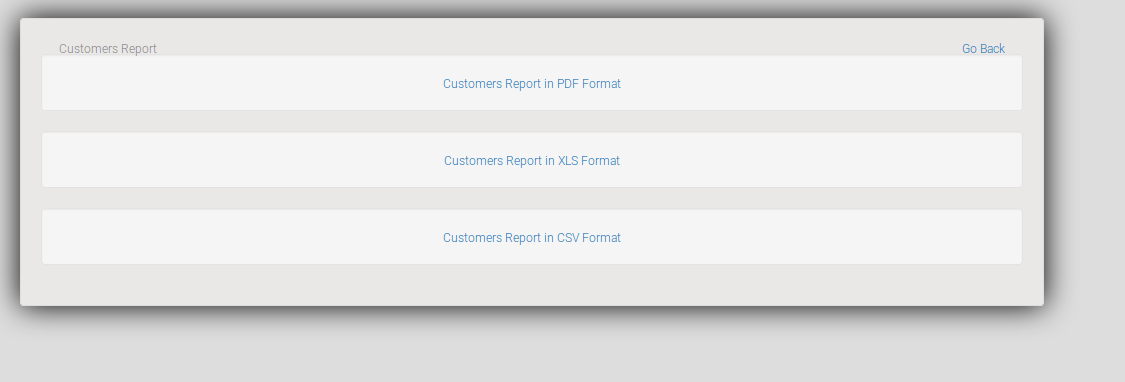 Customers Report
Go Back
Customers Report in PDF Format
Customers Report in XLS Format
Customers Report in CSV Format